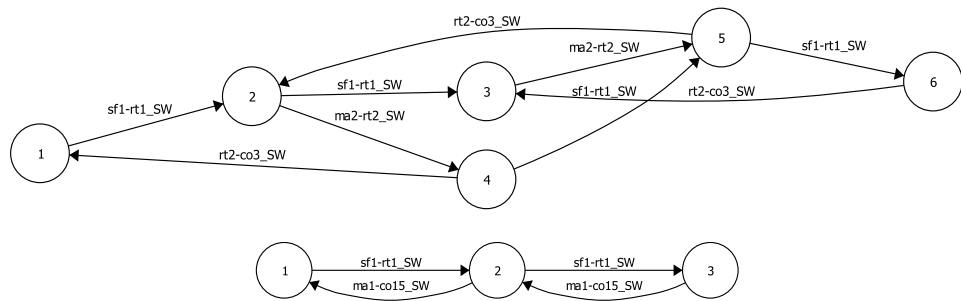 rt2-co3_SW
5
sf1-rt1_SW
ma2-rt2_SW
6
2
sf1-rt1_SW
3
sf1-rt1_SW
rt2-co3_SW
sf1-rt1_SW
ma2-rt2_SW
1
rt2-co3_SW
4
1
sf1-rt1_SW
2
sf1-rt1_SW
3
ma1-co15_SW
ma1-co15_SW